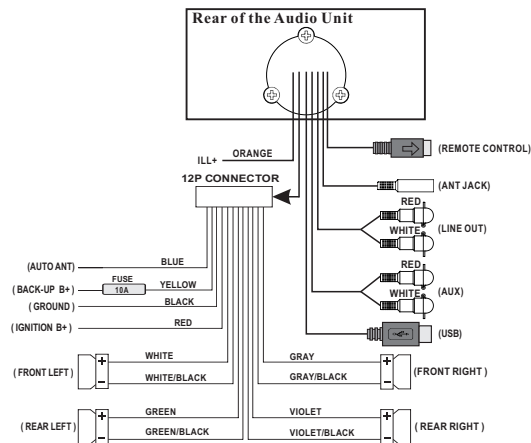 Rear of the Audio Unit
ORANGE
ILL+
(REMOTE CONTROL)
12P CONNECTOR
(ANT JACK)
RED
WHITE
(LINE OUT)
RED
WHITE
(AUX)
(USB)
(AUTO ANT)
BLUE
( BACK-UP B+)
FUSE
10A
YELLOW
( GROUND )
BLACK
( IGNITION B+)
RED
( FRONT LEFT )
+
−
WHITE
WHITE/BLACK
GRAY
GRAY/BLACK
+
−
(FRONT RIGHT )
( REAR LEFT )
+
−
GREEN
GREEN/BLACK
VIOLET
VIOLET/BLACK
+
−
( REAR RIGHT )